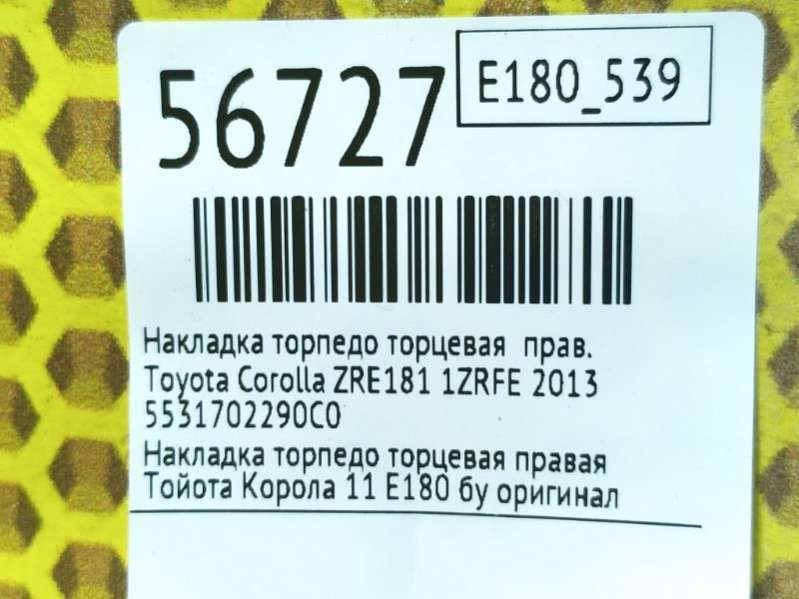 56727
E180_539
Накладка торпедо торцевая прав.
Toyota Corolla ZRE181 1ZRFE 2013
5531702290C0
Накладка торпедо торцевая правая
Тойота Корола 11 Е180 бу оригинал